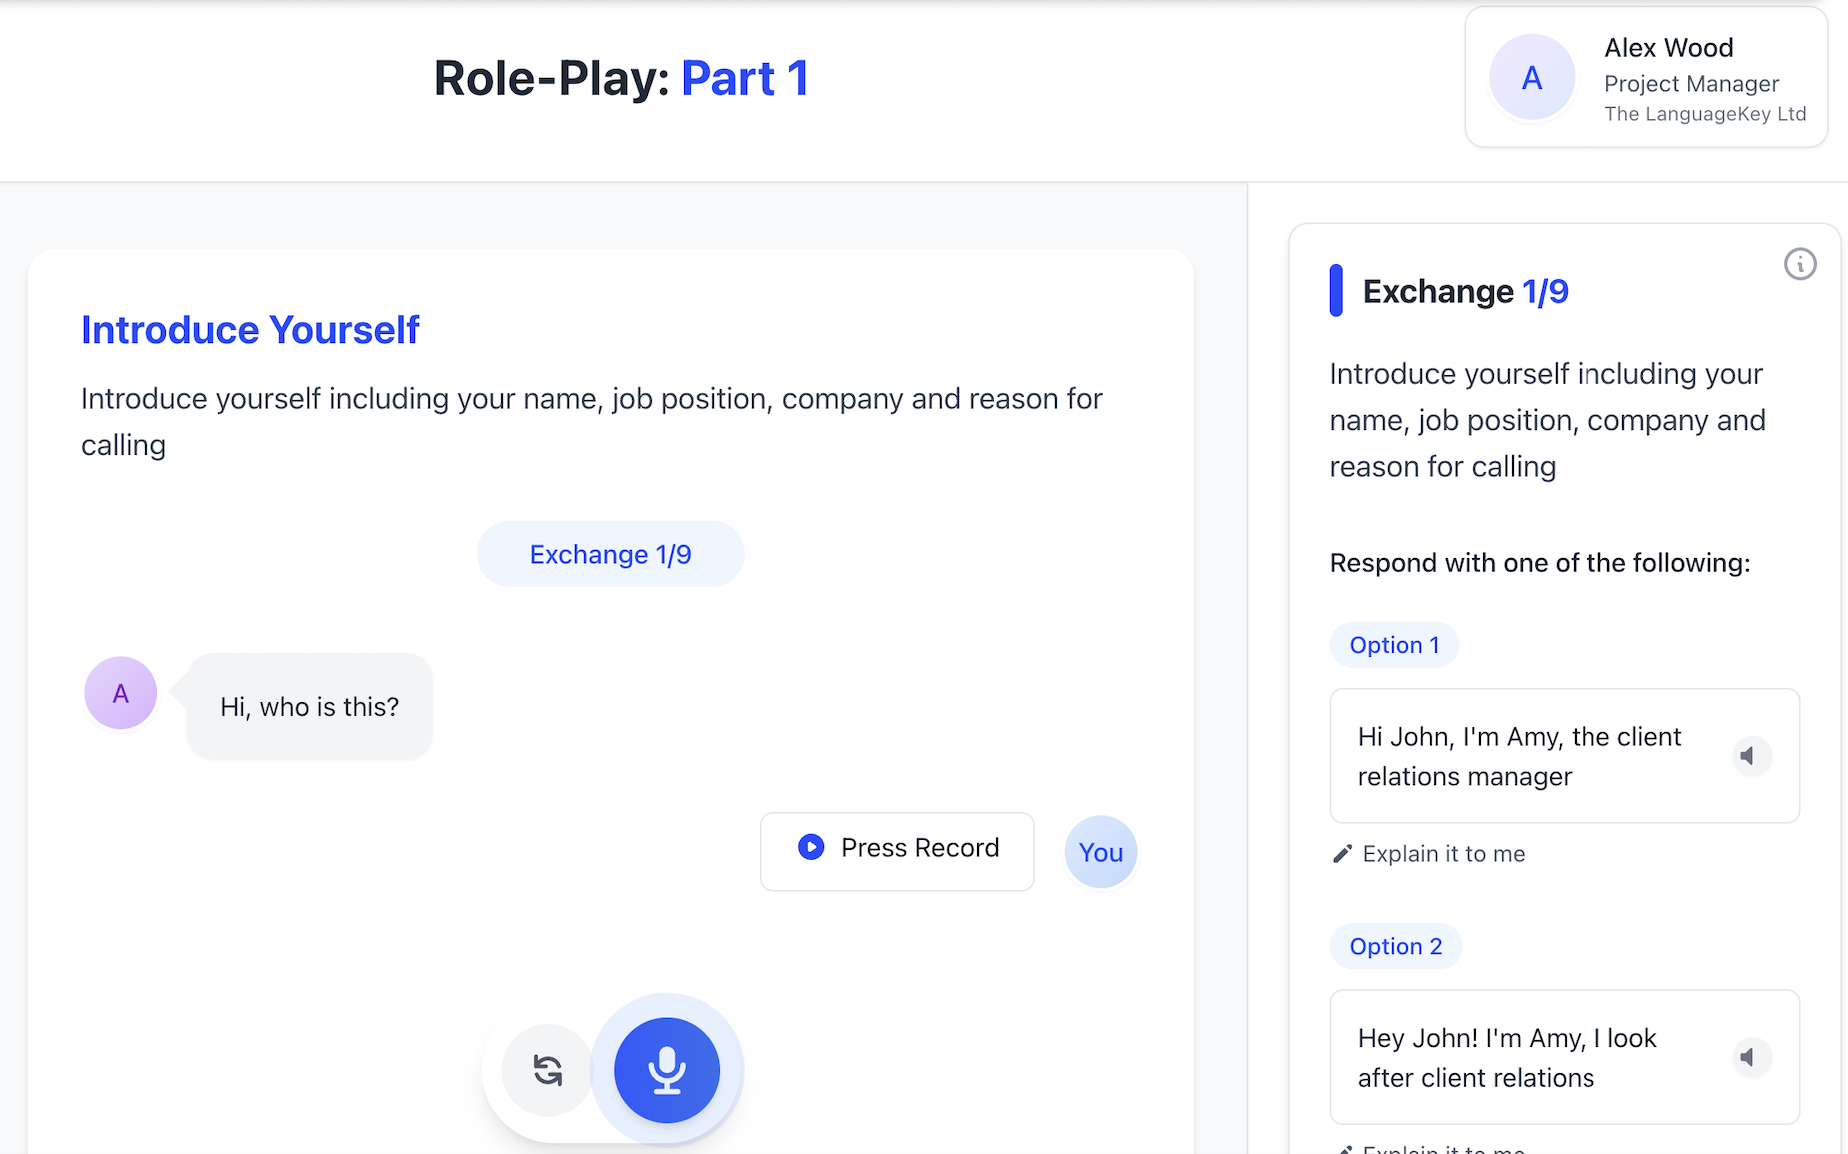 Role-Play: Part 1
A
Alex Wood
Project Manager
The LanguageKey Ltd
Introduce Yourself
Introduce yourself including your name, job position, company and reason for
calling
Exchange 1/9
A
Hi, who is this?
Press Record
You
Exchange 1/9
Introduce yourself including your
name, job position, company and
reason for calling
Respond with one of the following:
Option 1
Hi John, I'm Amy, the client
relations manager
Explain it to me
Option 2
Hey John! I'm Amy, I look
after client relations
Explain it to me